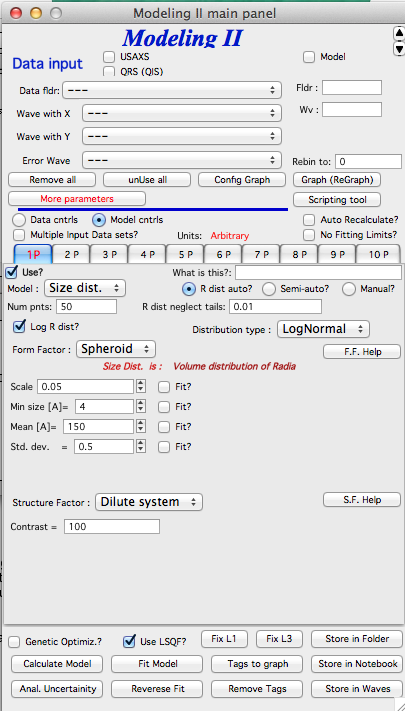 Modeling II main panel
Modeling II
Data input
USAXS
Model
QRS (QIS)
Data fldr: ---
Fldr :
Wave with X ---
Wv :
Wave with Y ---
Error Wave ---
Rebin to: 0
Remove all unUse all Config Graph Graph (ReGraph)
More parameters Scripting tool
Data cntrls Model cntrls Auto Recalculate?
Multiple Input Data sets? Units: Arbitrary No Fitting Limits?
1P 2 P 3 P 4 P 5 P 6 P 7 P 8 P 9 P 10 P
Use? What is this?:
Model : Size dist. R dist auto? Semi-auto? Manual?
Num pnts: 50 R dist neglect tails: 0.01
Log R dist? Distribution type : LogNormal
Form Factor : Spheroid F.F. Help
Size Dist. is : Volume distribution of Radia
Scale 0.05 Fit?
Min size [A]= 4 Fit?
Mean [A]= 150 Fit?
Std. dev. = 0.5 Fit?
Structure Factor : Dilute system S.F. Help
Contrast = 100
Genetic Optimiz.? Use LSQF? Fix L1 Fix L3 Store in Folder
Calculate Model Fit Model Tags to graph Store in Notebook
Anal. Uncertainity Reverese Fit Remove Tags Store in Waves